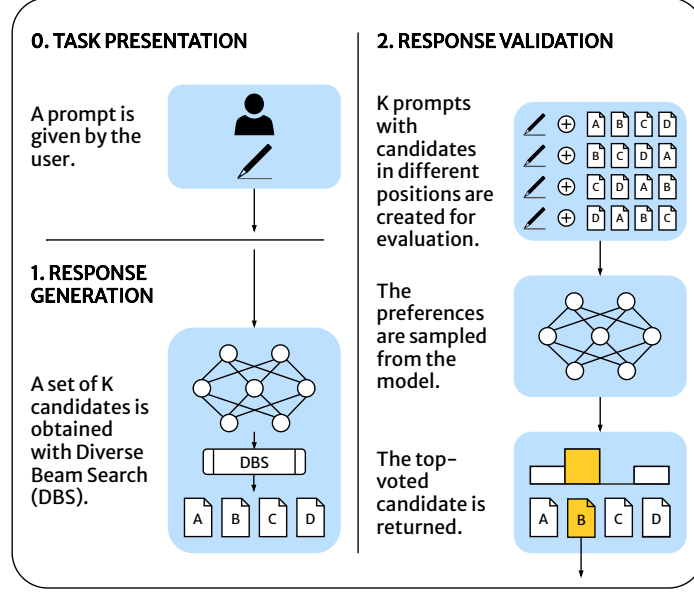 0. TASK PRESENTATION
A prompt is
given by the
user.
1. RESPONSE
GENERATION
A set of K
candidates is
obtained
with Diverse
Beam Search
(DBS).
DBS
A B C D
2. RESPONSE VALIDATION
K prompts
with
candidates
in different
positions are
created for
evaluation.
A B C D
B C D A
C D A B
D A B C
The
preferences
are sampled
from the
model.
The top-
voted
candidate is
returned.
A B C D